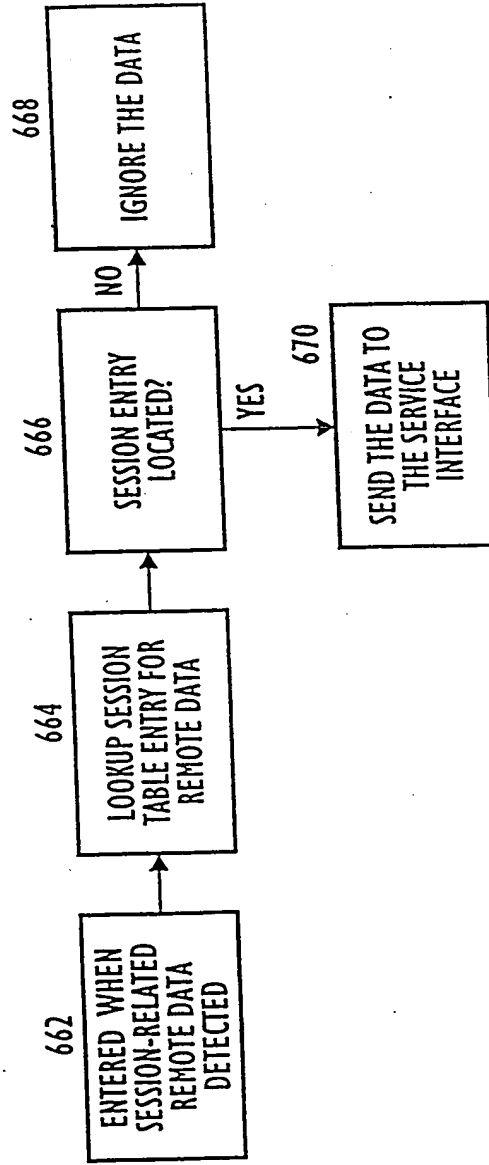 662
ENTERED WHEN
SESSION-RELATED
REMOTE DATA
DETECTED
664
LOOKUP SESSION
TABLE ENTRY FOR
REMOTE DATA
666
SESSION ENTRY
LOCATED?
NO
668
IGNORE THE DATA
YES
670
SEND THE DATA TO
THE SERVICE
INTERFACE